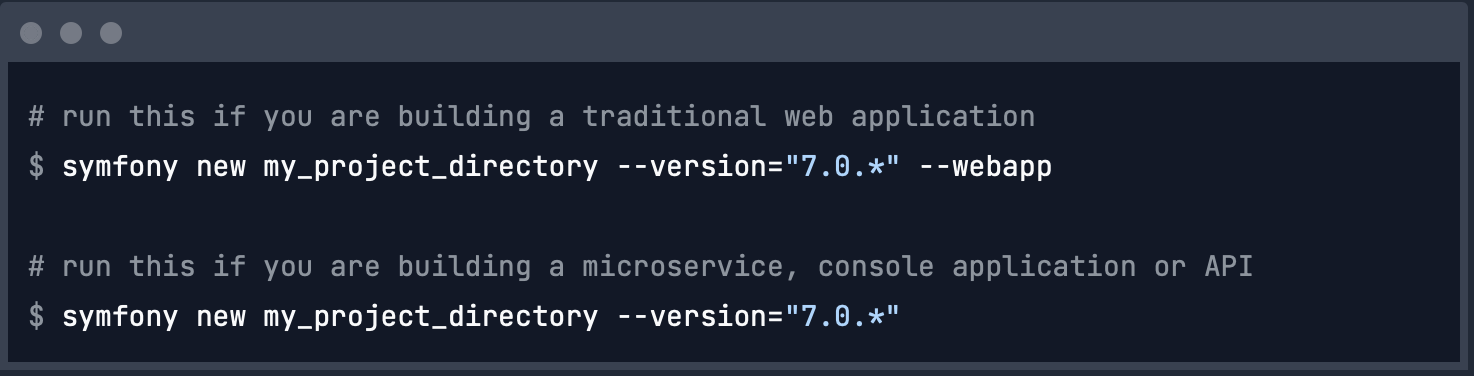 # run this if you are building a traditional web application
$ symfony new my_project_directory --version="7.0.*" --webapp
# run this if you are building a microservice, console application or API
$ symfony new my_project_directory --version="7.0.*"